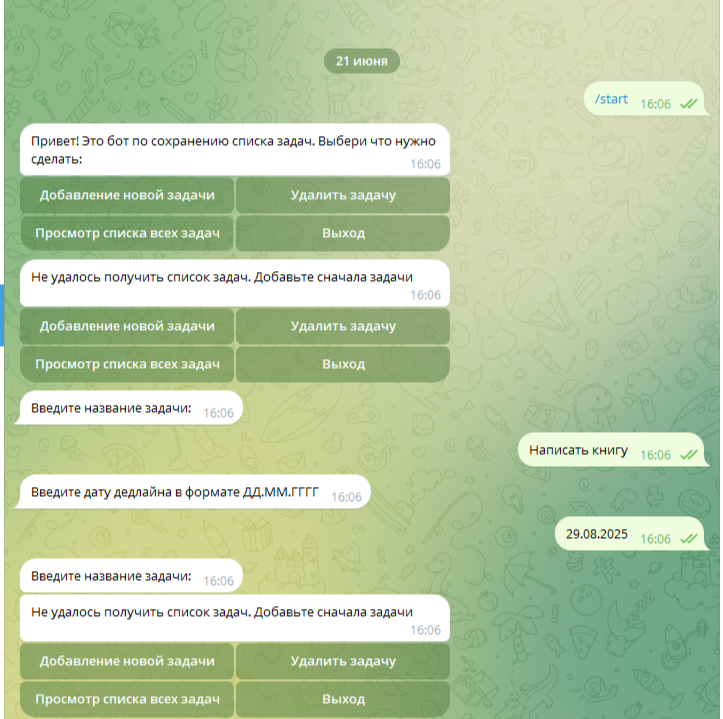 21 июня
/start 16:06
Привет! Это бот по сохранению списка задач. Выбери что нужно
сделать: 16:06
Добавление новой задачи Удалить задачу
Просмотр списка всех задач Выход
Не удалось получить список задач. Добавьте сначала задачи
16:06
Добавление новой задачи Удалить задачу
Просмотр списка всех задач Выход
Введите название задачи: 16:06
Написать книгу 16:06
Введите дату дедлайна в формате ДД.ММ.ГГГГ 16:06
29.08.2025 16:06
Введите название задачи: 16:06
Не удалось получить список задач. Добавьте сначала задачи
16:06
Добавление новой задачи Удалить задачу
Просмотр списка всех задач Выход